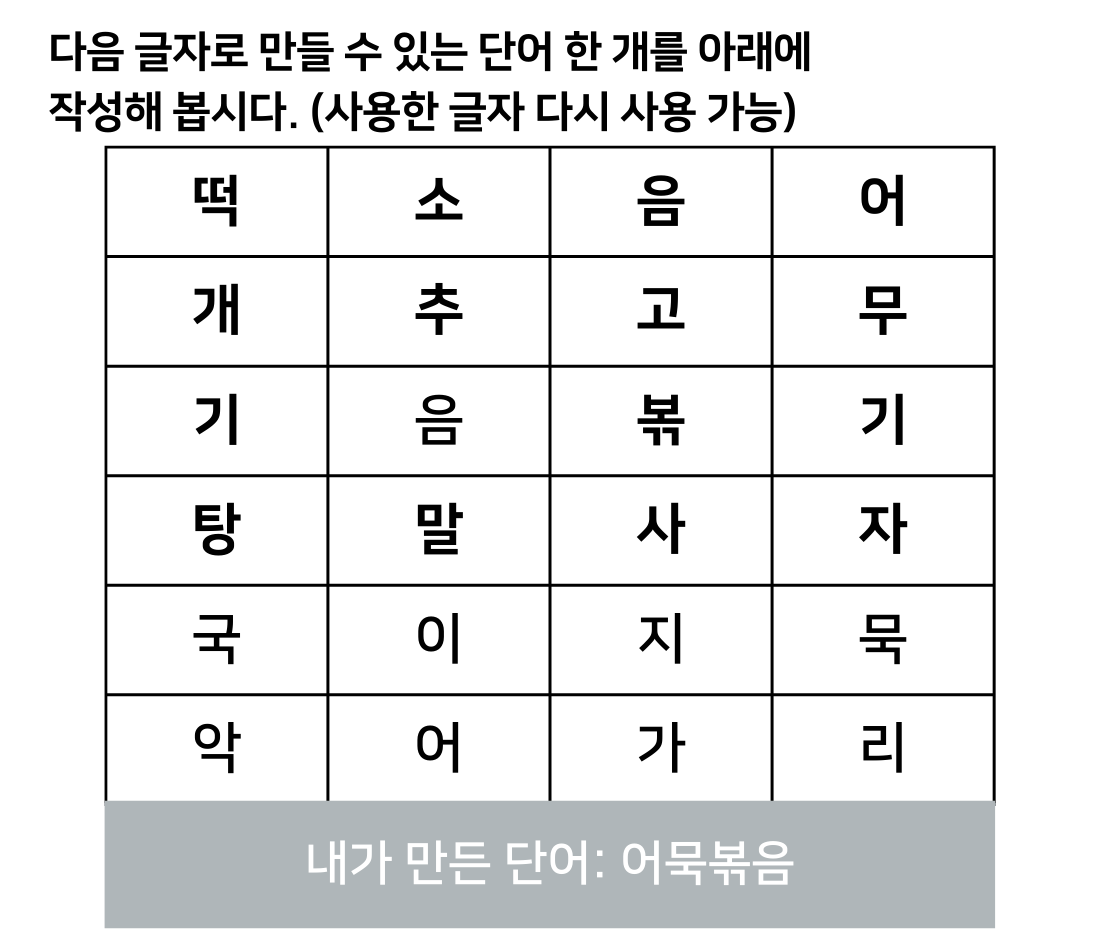 다음 글자로 만들 수 있는 단어 한 개를 아래에
작성해 봅시다. (사용한 글자 다시 사용 가능)
떡 소 음 어
개 추 고 무
기 음 볶 기
탕 말 사 자
국 이 지 묵
악 어 가 리
내가 만든 단어: 어묵볶음